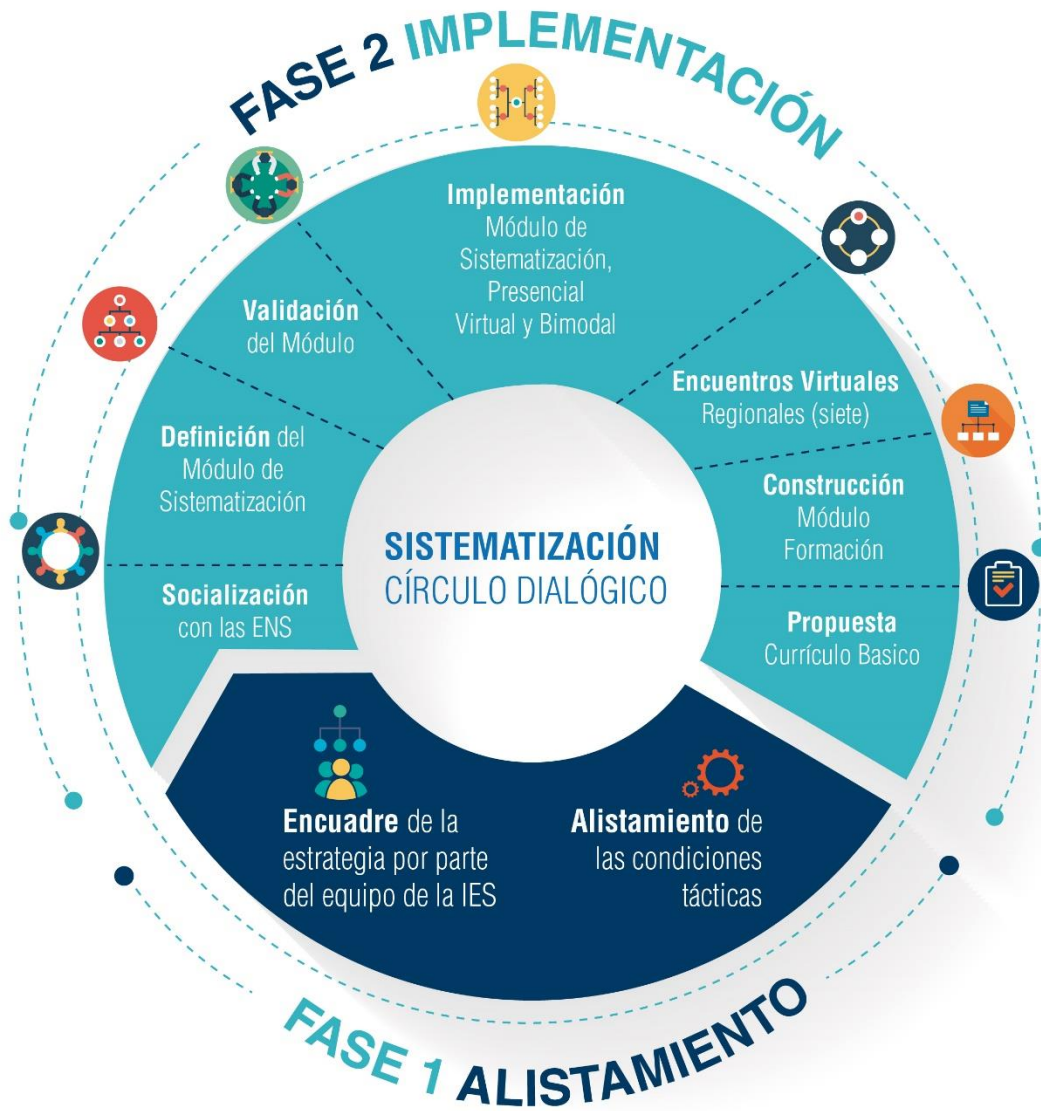 FASE 2 IMPLEMENTACIÓN
Implementación
Módulo de
Sistematización,
Presencial
Virtual y Bimodal
Validación
del Módulo
Encuentros Virtuales
Regionales (siete)
Definición del
Módulo de
Sistematización
Construcción
Módulo
Formación
SISTEMATIZACIÓN
CÍRCULO DIALÓGICO
Socialización
con las ENS
Propuesta
Currículo Basico
Encuadre de la
estrategia por parte
del equipo de la IES
Alistamiento de
las condiciones
tácticas
FASE 1 ALISTAMIENTO